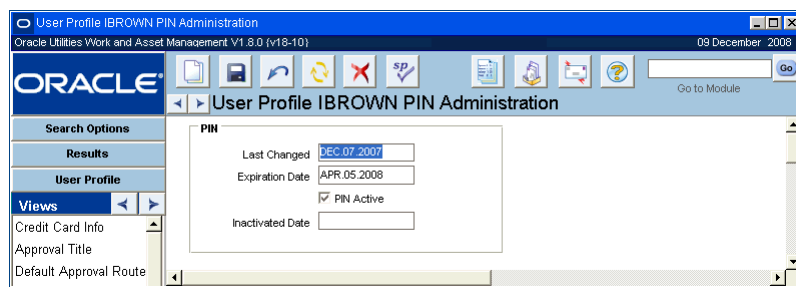 User Profile IBROWN PIN Administration
Oracle Utilities Work and Asset Management V1.8.0 {v18-10} 09 December 2008
ORACLE®
sp
Go
Go to Module
User Profile IBROWN PIN Administration
Search Options
Results
User Profile
Views
Credit Card Info
Approval Title
Default Approval Route
PIN
Last Changed DEC.07.2007
Expiration Date APR.05.2008
PIN Active
Inactivated Date